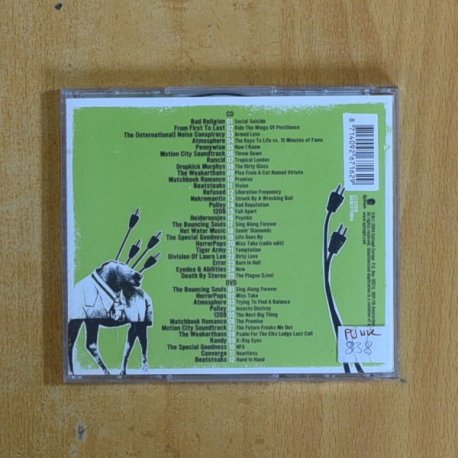 CD
Bad Religion Social Suicide
From First To Last Ride The Wings Of Pestilence
The (International) Noise Conspiracy Armed Love
Atmosphere The Keys To Life vs. 15 Minutes of Fame
Pennywise Now I Know
Motion City Soundtrack Throw Down
Rancid Tropical London
Dropkick Murphys The Dirty Glass
The Weakerthans Plea From A Cat Named Virtute
Matchbook Romance Promise
Beatsteaks Vision
Refused Liberation Frequency
Nekromantix Struck By A Wrecking Ball
Pulley Bad Reputation
1208 Fall Apart
Heideroosjes Psychic
The Bouncing Souls Sing Along Forever
Hot Water Music Seein' Diamonds
The Special Goodness Life Goes By
HorrorPops Miss Take (radio edit)
Tiger Army Temptation
Division Of Laura Lee Dirty Love
Error Burn In Hell
Eyedea & Abilities Now
Death By Stereo The Plague (Live)
DVD
The Bouncing Souls Sing Along Forever
HorrorPops Miss Take
Atmosphere Trying To Find A Balance
Pulley Insects Destroy
1208 The Next Big Thing
Matchbook Romance The Promise
Motion City Soundtrack The Future Freaks Me Out
The Weakerthans Psalm For The Elks Lodge Last Call
Randy X-Ray Eyes
The Special Goodness NFA
Converge Heartless
Beatsteaks Hand In Hand
8 714092 671629
PUNK
838